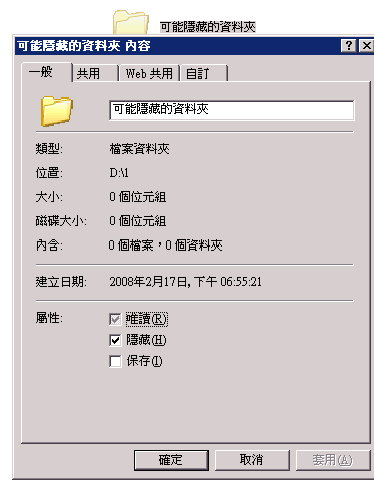 可能隱藏的資料夾
可能隱藏的資料夾 內容
一般 共用 Web 共用 自訂
可能隱藏的資料夾
類型: 檔案資料夾
位置: D:\1
大小: 0 個位元組
磁碟大小: 0 個位元組
內含: 0 個檔案，0 個資料夾
建立日期: 2008年2月17日, 下午 06:55:21
屬性: 唯讀(R)
隱藏(H)
保存(I)
確定 取消 套用(A)